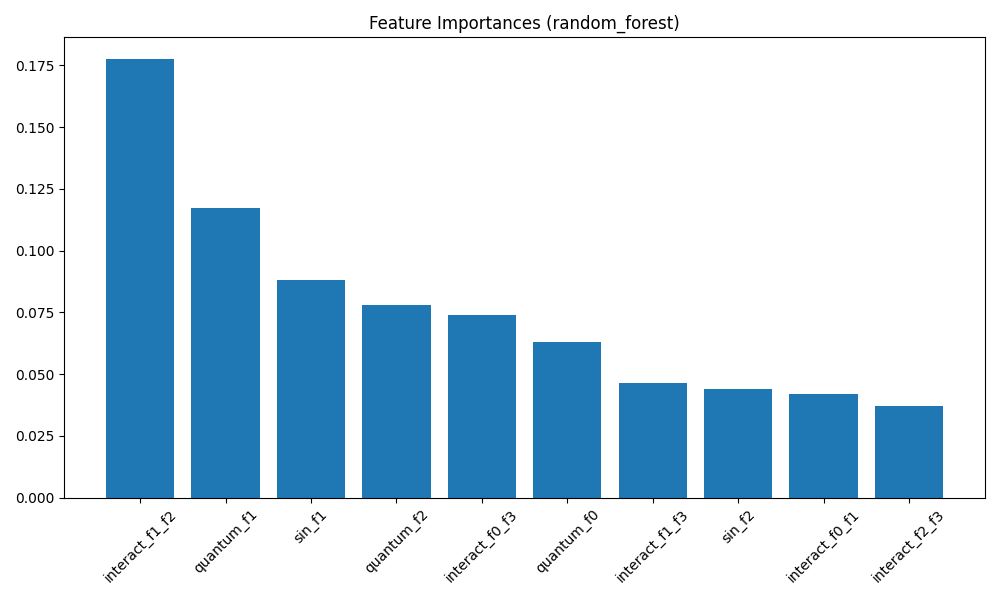 Feature Importances (random_forest)
0.175
0.150
0.125
0.100
0.075
0.050
0.025
0.000
interact_f1_f2
quantum_f1
sin_f1
quantum_f2
interact_f0_f3
quantum_f0
interact_f1_f3
sin_f2
interact_f0_f1
interact_f2_f3